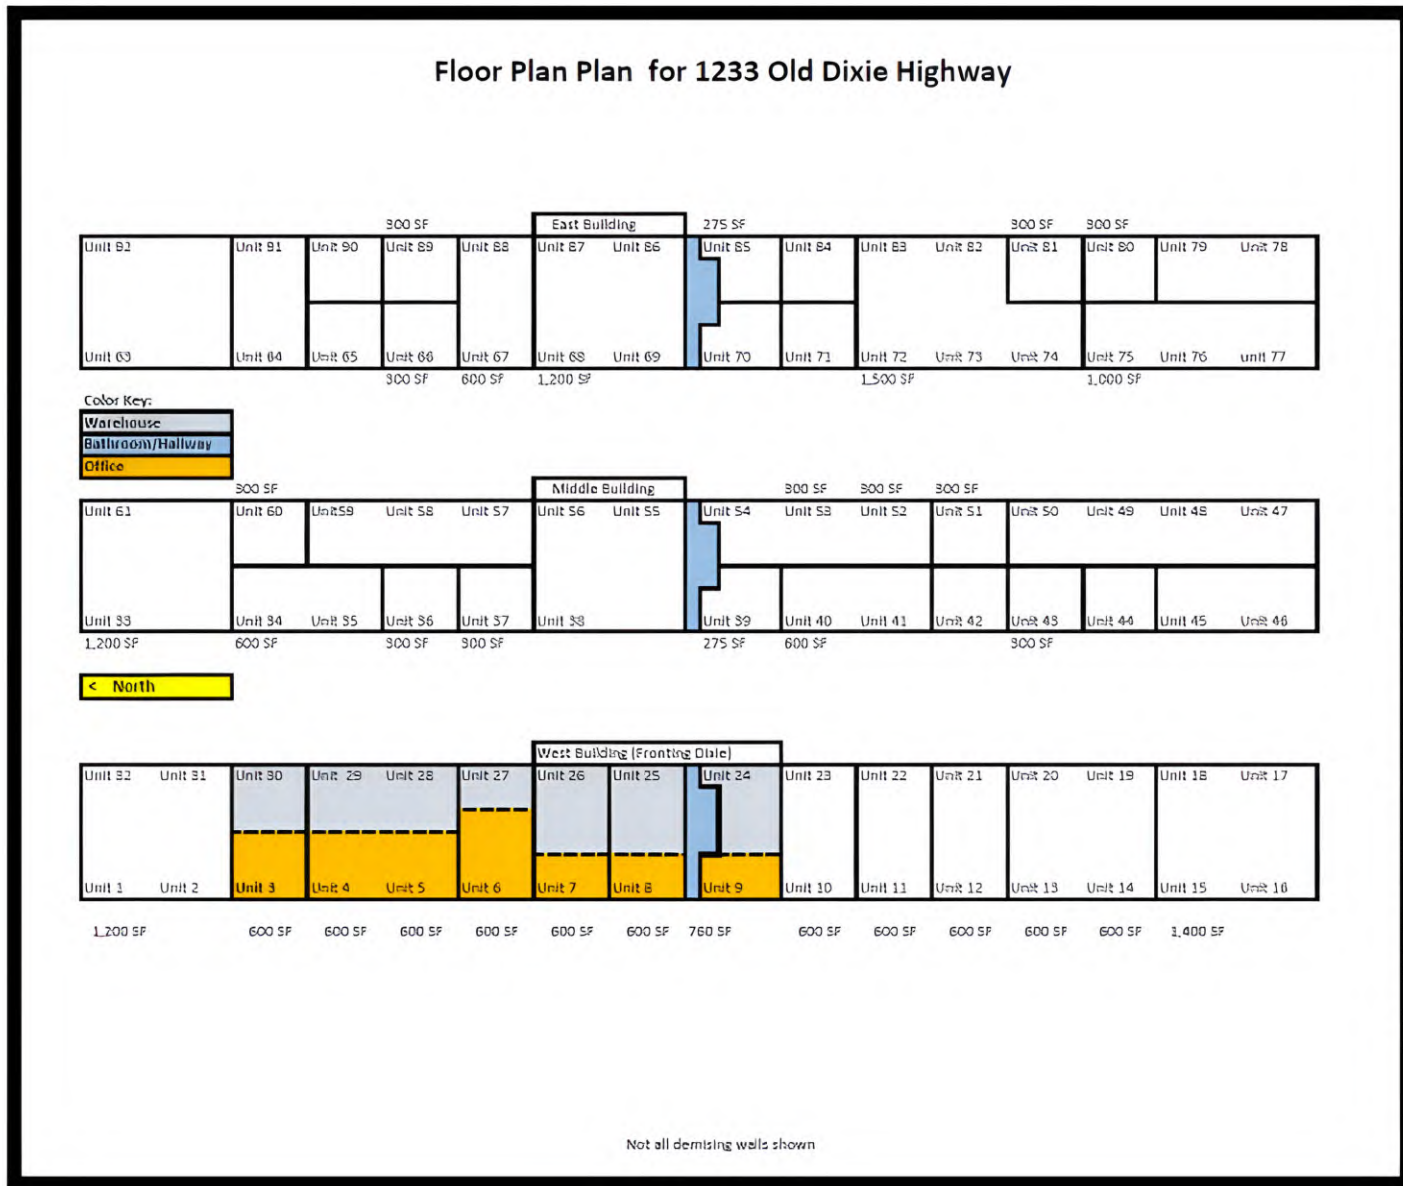 Floor Plan Plan for 1233 Old Dixie Highway
300 SF East Building 275 SF 300 SF 300 SF
Unit 92 Unit 91 Unit 90 Unit 89 Unit 88 Unit 87 Unit 86 Unit 85 Unit 84 Unit 83 Unit 82 Unit 81 Unit 80 Unit 79 Unit 78
Unit 63 Unit 64 Unit 65 Unit 66 Unit 67 Unit 68 Unit 69 Unit 70 Unit 71 Unit 72 Unit 73 Unit 74 Unit 75 Unit 76 unit 77
300 SF 600 SF 1,200 SF 1,500 SF 1,000 SF
Color Key:
Warehouse
Bathroom/Hallway
Office
300 SF Middle Building 300 SF 300 SF 300 SF
Unit 61 Unit 60 Unit59 Unit 58 Unit 57 Unit 56 Unit 55 Unit 54 Unit 53 Unit 52 Unit 51 Unit 50 Unit 49 Unit 48 Unit 47
Unit 33 Unit 34 Unit 35 Unit 36 Unit 37 Unit 38 Unit 39 Unit 40 Unit 41 Unit 42 Unit 43 Unit 44 Unit 45 Unit 46
1,200 SF 600 SF 300 SF 300 SF 275 SF 600 SF 300 SF
< North
West Building (Fronting Dixie)
Unit 32 Unit 31 Unit 30 Unit 29 Unit 28 Unit 27 Unit 26 Unit 25 Unit 24 Unit 23 Unit 22 Unit 21 Unit 20 Unit 19 Unit 18 Unit 17
Unit 1 Unit 2 Unit 3 Unit 4 Unit 5 Unit 6 Unit 7 Unit 8 Unit 9 Unit 10 Unit 11 Unit 12 Unit 13 Unit 14 Unit 15 Unit 16
1,200 SF 600 SF 600 SF 600 SF 600 SF 600 SF 600 SF 760 SF 600 SF 600 SF 600 SF 600 SF 600 SF 1,400 SF
Not all demising walls shown